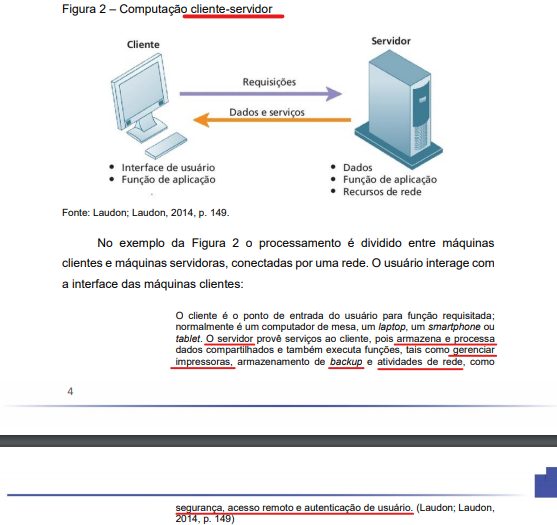 Figura 2 – Computação cliente-servidor
Cliente
Servidor
Requisições
Dados e serviços
• Interface de usuário
• Função de aplicação
• Dados
• Função de aplicação
• Recursos de rede
Fonte: Laudon; Laudon, 2014, p. 149.
No exemplo da Figura 2 o processamento é dividido entre máquinas
clientes e máquinas servidoras, conectadas por uma rede. O usuário interage com
a interface das máquinas clientes:
O cliente é o ponto de entrada do usuário para função requisitada;
normalmente é um computador de mesa, um laptop, um smartphone ou
tablet. O servidor provê serviços ao cliente, pois armazena e processa
dados compartilhados e também executa funções, tais como gerenciar
impressoras, armazenamento de backup e atividades de rede, como
4
segurança, acesso remoto e autenticação de usuário. (Laudon; Laudon,
2014, p. 149)